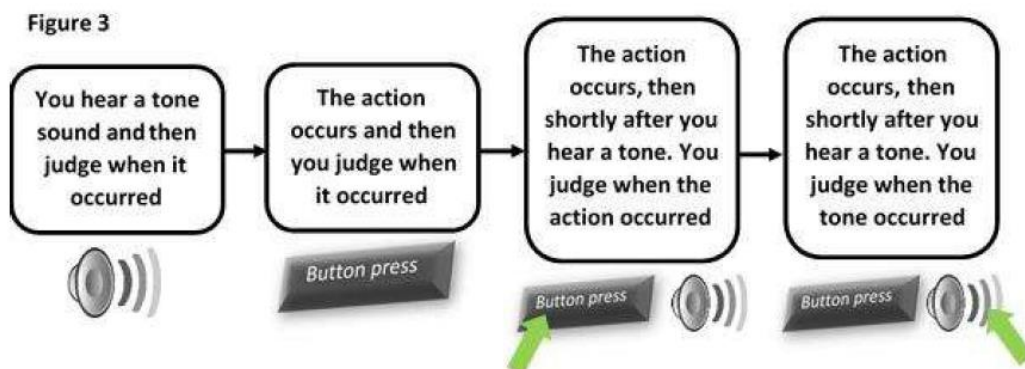 Figure 3
You hear a tone
sound and then
judge when it
occurred
The action
occurs and then
you judge when
it occurred
The action
occurs, then
shortly after you
hear a tone. You
judge when the
action occurred
The action
occurs, then
shortly after you
hear a tone. You
judge when the
tone occurred
Button press
Button press
Button press